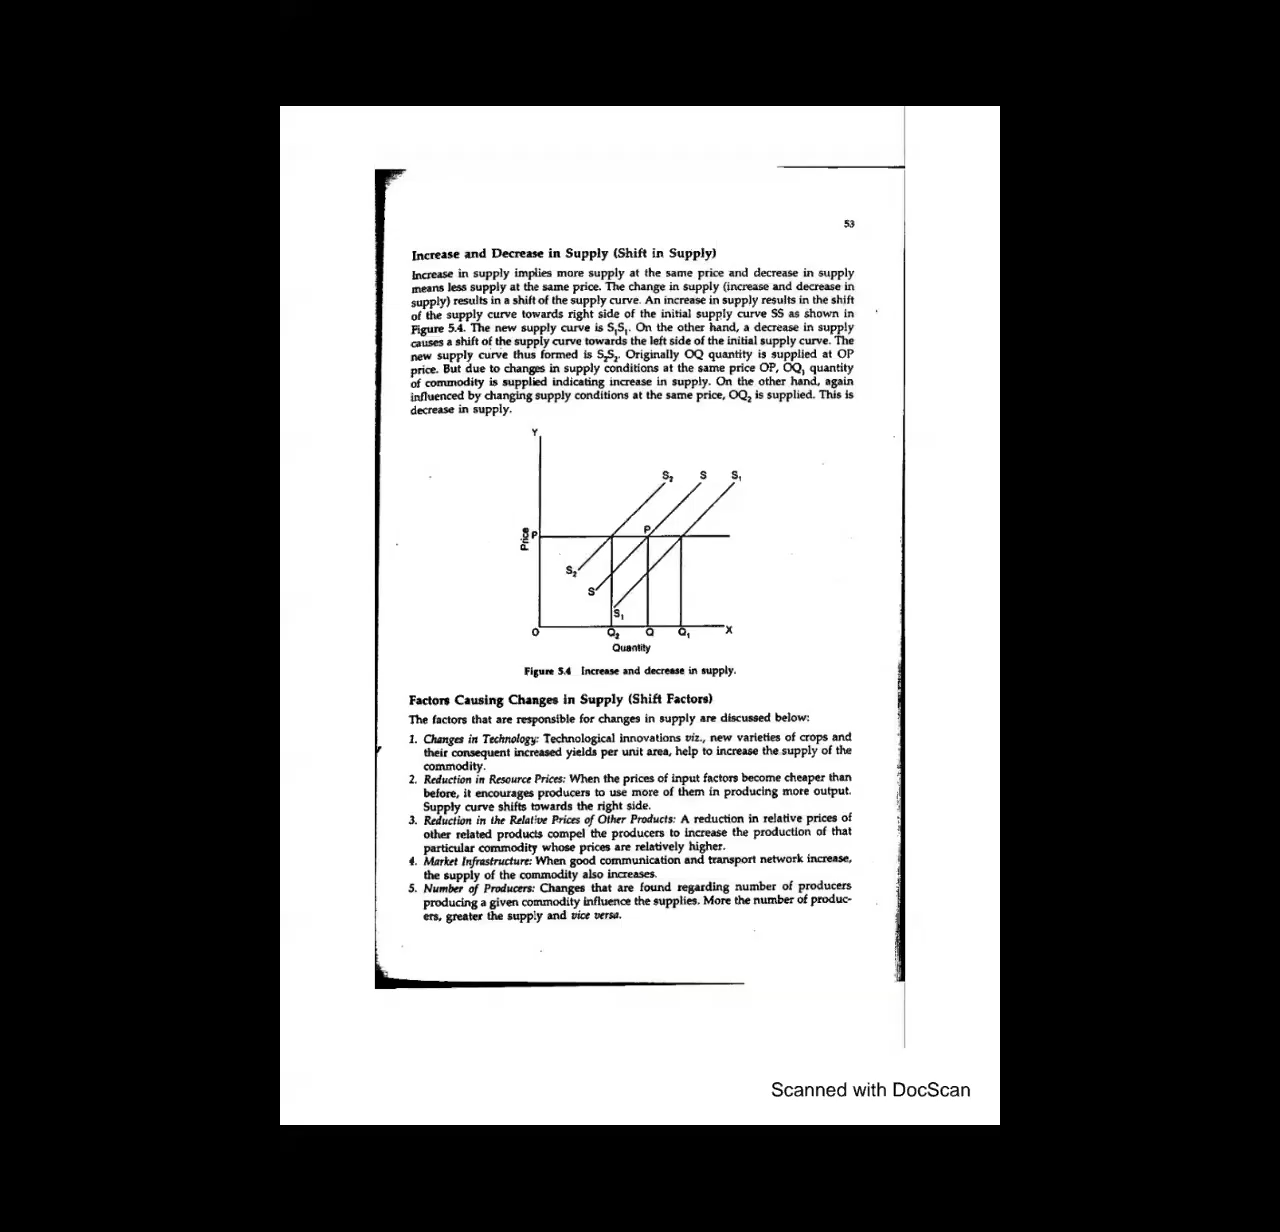 53
Increase and Decrease in Supply (Shift in Supply)
Increase in supply implies more supply at the same price and decrease in supply
means less supply at the same price. The change in supply (increase and decrease in
supply) results in a shift of the supply curve. An increase in supply results in the shift
of the supply curve towards right side of the initial supply curve SS as shown in
Figure 5.4. The new supply curve is S₁S₁. On the other hand, a decrease in supply
causes a shift of the supply curve towards the left side of the initial supply curve. The
new supply curve thus formed is S₂S₂. Originally OQ quantity is supplied at OP
price. But due to changes in supply conditions at the same price OP, OQ₁ quantity
of commodity is supplied indicating increase in supply. On the other hand, again
influenced by changing supply conditions at the same price, OQ₂ is supplied. This is
decrease in supply.
Y
S₂ S S₁
P
Price P
S₂
S
S₁
O Q₂ Q Q₁ X
Quantity
Figure 5.4 Increase and decrease in supply.
Factors Causing Changes in Supply (Shift Factors)
The factors that are responsible for changes in supply are discussed below:
1. Changes in Technology: Technological innovations viz., new varieties of crops and
their consequent increased yields per unit area, help to increase the supply of the
commodity.
2. Reduction in Resource Prices: When the prices of input factors become cheaper than
before, it encourages producers to use more of them in producing more output.
Supply curve shifts towards the right side.
3. Reduction in the Relative Prices of Other Products: A reduction in relative prices of
other related products compel the producers to increase the production of that
particular commodity whose prices are relatively higher.
4. Market Infrastructure: When good communication and transport network increase,
the supply of the commodity also increases.
5. Number of Producers: Changes that are found regarding number of producers
producing a given commodity influence the supplies. More the number of produc-
ers, greater the supply and vice versa.
Scanned with DocScan